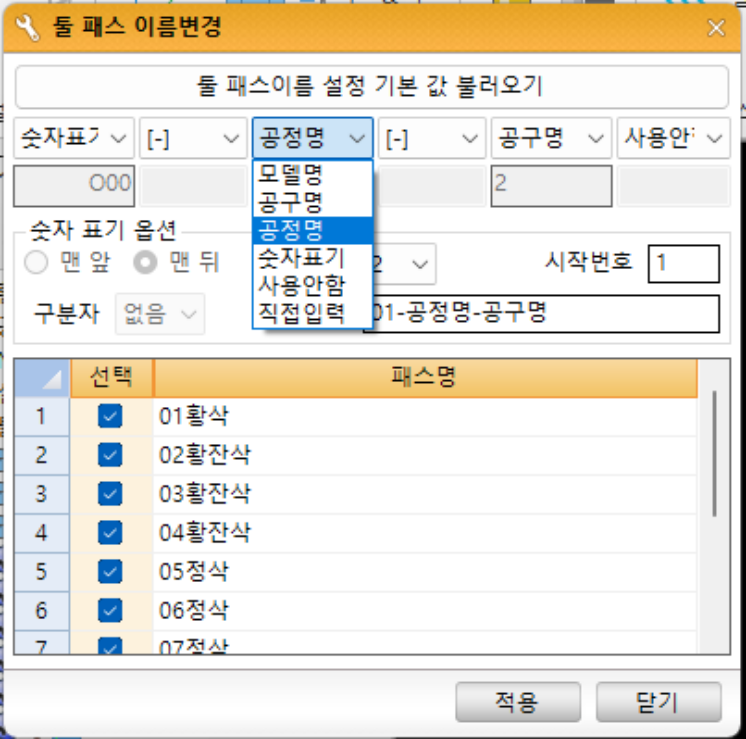 툴 패스 이름변경
툴 패스이름 설정 기본 값 불러오기
[-] 공정명 [-] 공구명
O00 2
모델명
공구명
공정명
숫자표기
사용안함
직접입력
숫자 표기 옵션
맨 앞 맨 뒤 2 시작번호 1
구분자 없음 01-공정명-공구명
선택 패스명
1 01황삭
2 02황잔삭
3 03황잔삭
4 04황잔삭
5 05정삭
6 06정삭
7 07정삭
적용 닫기